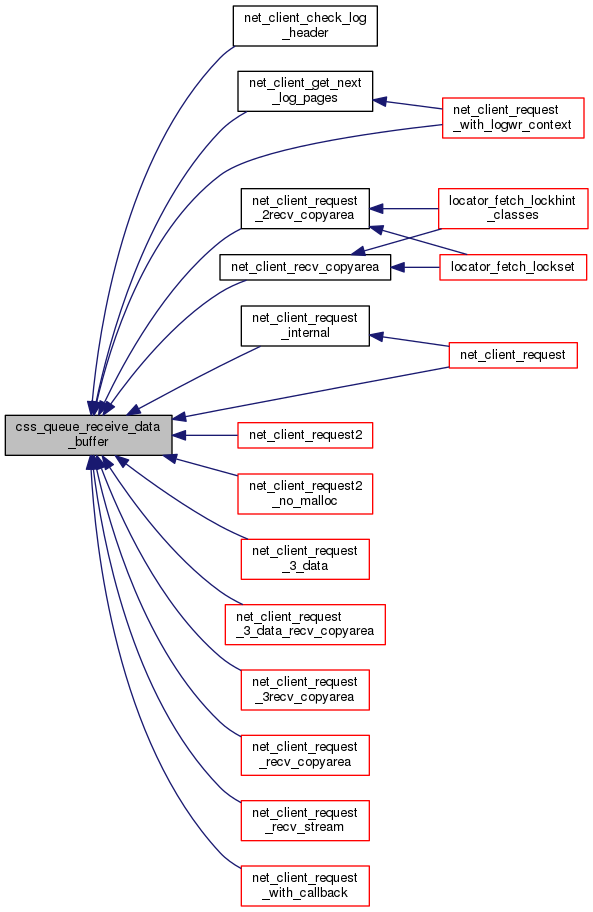 net_client_check_log
_header
net_client_get_next
_log_pages
net_client_request
_with_logwr_context
net_client_request
_2recv_copyarea
locator_fetch_lockhint
_classes
net_client_recv_copyarea
locator_fetch_lockset
net_client_request
_internal
net_client_request
css_queue_receive_data
_buffer
net_client_request2
net_client_request2
_no_malloc
net_client_request
_3_data
net_client_request
_3_data_recv_copyarea
net_client_request
_3recv_copyarea
net_client_request
_recv_copyarea
net_client_request
_recv_stream
net_client_request
_with_callback